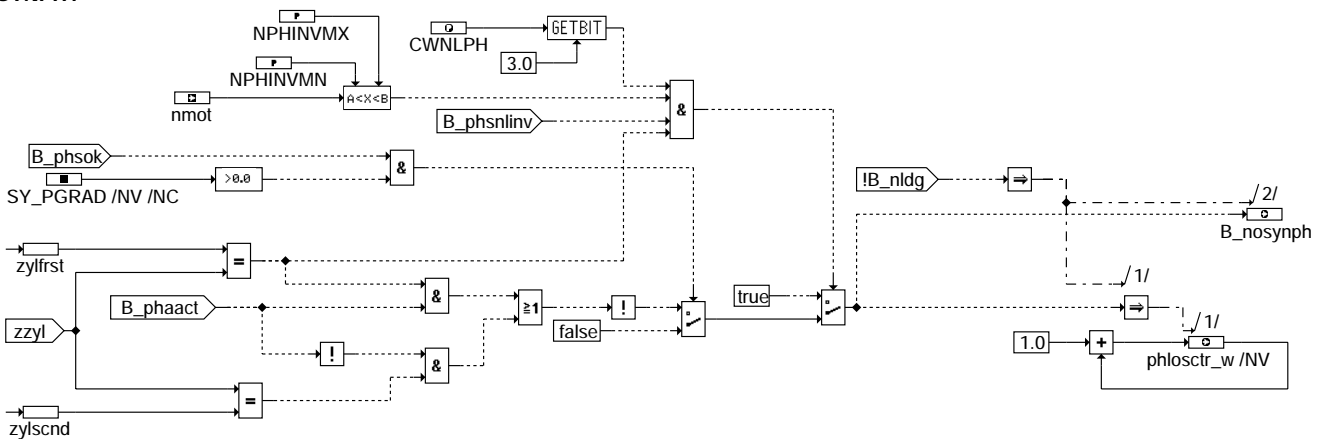 NPHINVMX
CWNLPH
GETBIT
3.0
NPHINVMN
A<X<B
nmot
&
B_phsnlinv
B_phsok
&
>0.0
SY_PGRAD /NV /NC
!B_nldg
⇒
/2/
B_nosynph
zylfrst
=
/1/
B_phaact
&
≧1
!
true
false
⇒
/1/
zzyl
!
&
1.0
+
phlosctr_w /NV
=
zylscnd